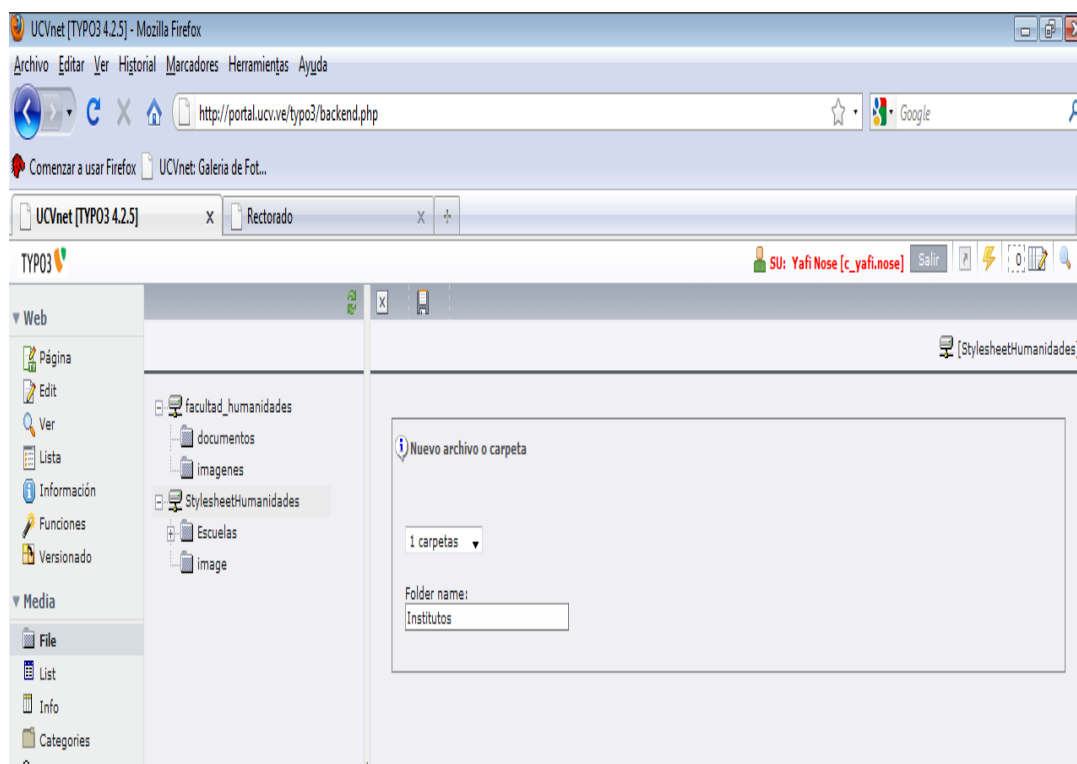 UCVnet [TYPO3 4.2.5] - Mozilla Firefox
Archivo Editar Ver Historial Marcadores Herramientas Ayuda
http://portal.ucv.ve/typo3/backend.php
Google
Comenzar a usar Firefox UCVnet: Galeria de Fot...
UCVnet [TYPO3 4.2.5] x Rectorado x
TYPO3 SU: Yafi Nose [c_yafi.nose] Salir 0
Web
[StylesheetHumanidades]
Página
Edit
Ver
Lista
Información
Funciones
Versionado
Media
File
List
Info
Categories
facultad_humanidades
documentos
imagenes
StylesheetHumanidades
Escuelas
image
Nuevo archivo o carpeta
1 carpetas
Folder name:
Institutos